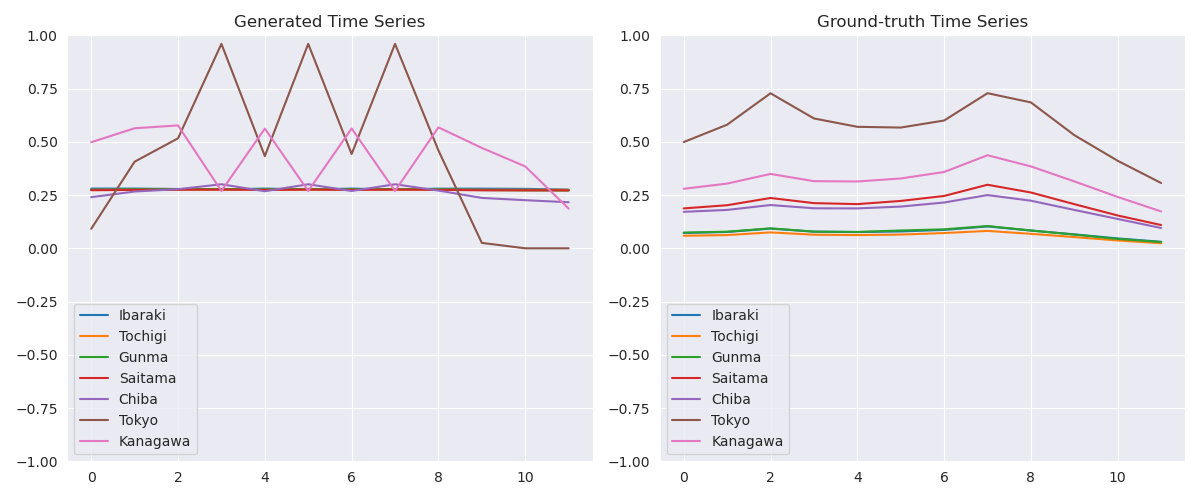 Generated Time Series
1.00
0.75
0.50
0.25
0.00
−0.25
−0.50
−0.75
−1.00
Ibaraki
Tochigi
Gunma
Saitama
Chiba
Tokyo
Kanagawa
0 2 4 6 8 10
Ground-truth Time Series
1.00
0.75
0.50
0.25
0.00
−0.25
−0.50
−0.75
−1.00
Ibaraki
Tochigi
Gunma
Saitama
Chiba
Tokyo
Kanagawa
0 2 4 6 8 10